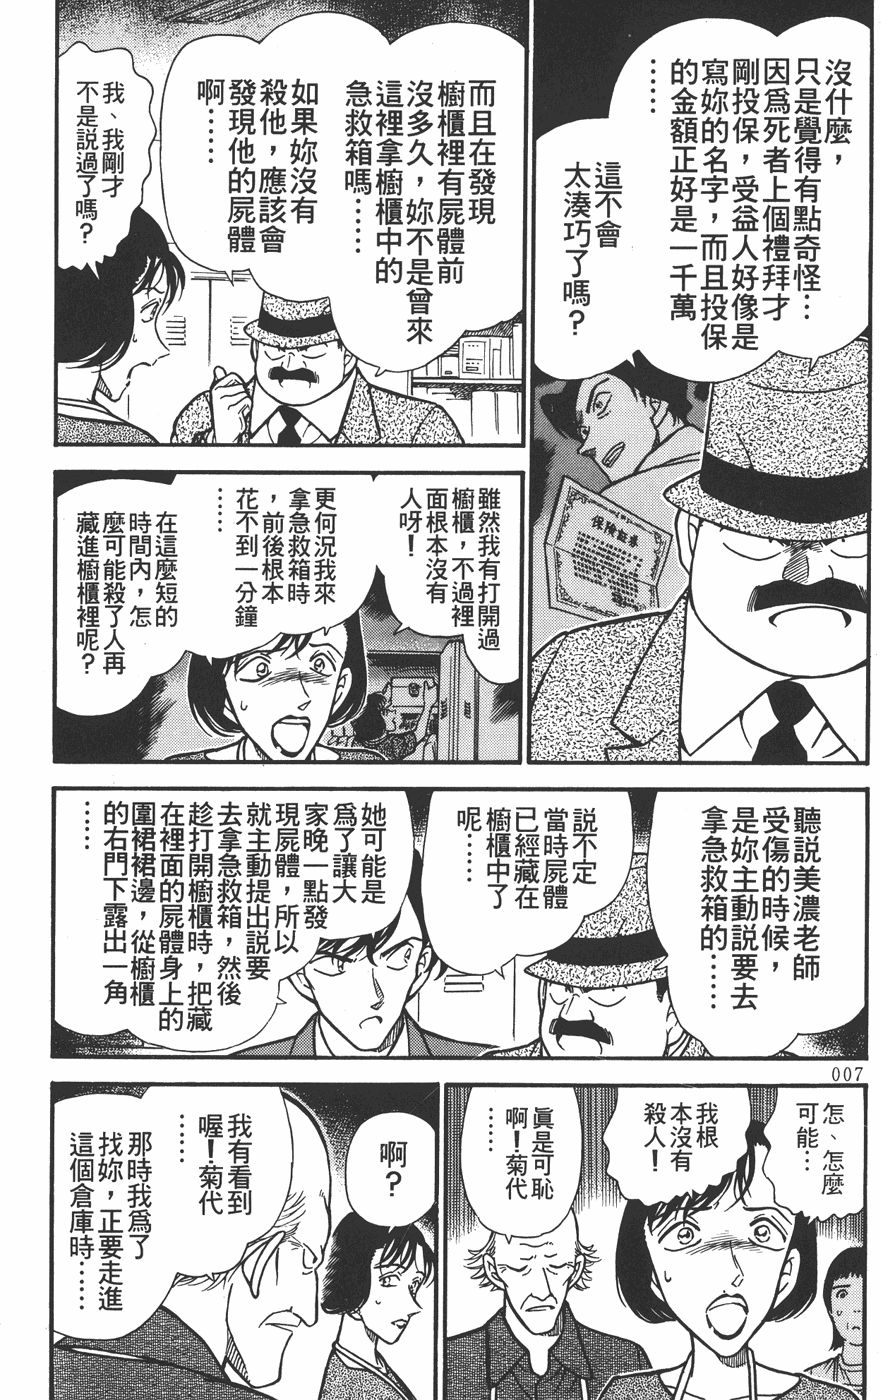 沒什麼，
只是覺得有點奇怪…
因爲死者上個禮拜才
剛投保，受益人好像是
寫妳的名字，而且投保
的金額正好是一千萬
……
這不會
太湊巧了嗎？
保険証券
而且在發現
櫥櫃裡有屍體前
沒多久，妳不是曾來
這裡拿櫥櫃中的
急救箱嗎……
如果妳沒有
殺他，應該會
發現他的屍體
啊……
我、我剛才
不是説過了嗎？
雖然我有打開過
櫥櫃，不過裡
面根本沒有
人呀！
更何況我來
拿急救箱時
，前後根本
花不到一分鐘
……
在這麼短的
時間內，怎
麼可能殺了人再
藏進櫥櫃裡呢？
聽説美濃老師
受傷的時候，
是妳主動説要去
拿急救箱的……
説不定
當時屍體
已經藏在
櫥櫃中了
呢……
她可能是
爲了讓大
家晚一點發
現屍體，所以
就主動提出説要
去拿急救箱，然後
趁打開櫥櫃時，把藏
在裡面的屍體身上的
圍裙裙邊，從櫥櫃
的右門下露出一角
……
007
怎、怎麼
可能…
我根
本沒有
殺人！
眞是可恥
啊！菊代
……
啊？
我有看到
喔！菊代
……
那時我爲了
找妳，正要走進
這個倉庫時……